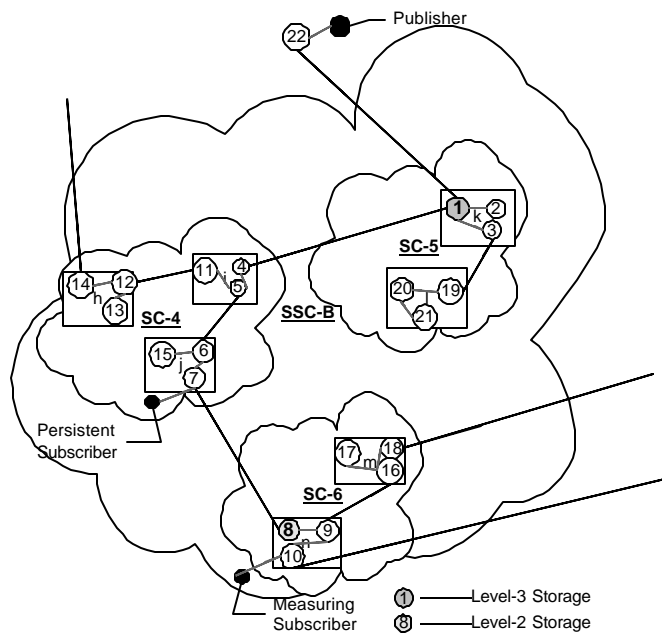 Publisher
22
1
2
k
3
SC-5
4
11
i
5
14
12
h
13
SC-4
SSC-B
20
19
21
15
6
j
7
Persistent
Subscriber
17
18
m
16
SC-6
8
9
n
10
Measuring
Subscriber
1 Level-3 Storage
8 Level-2 Storage